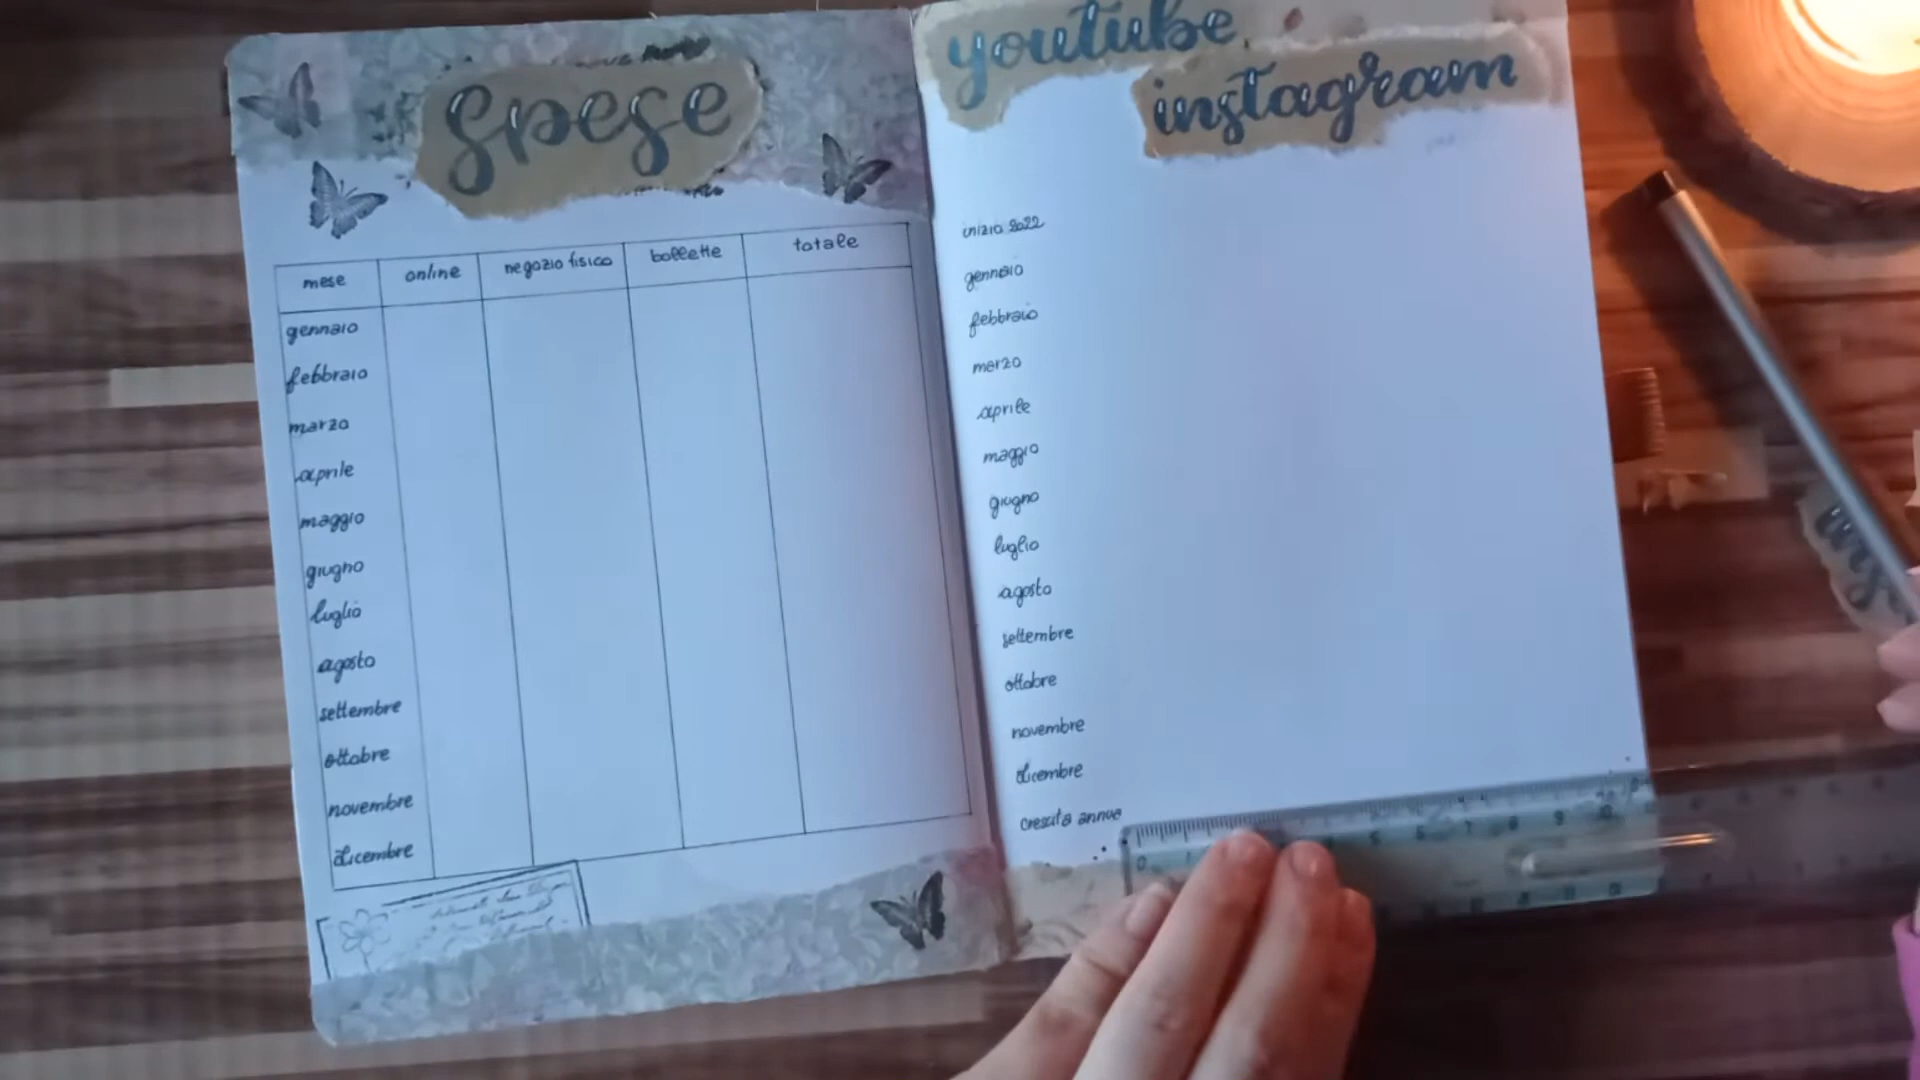 spese
mese online negozio fisico bollette totale
gennaio
febbraio
marzo
aprile
maggio
giugno
luglio
agosto
settembre
ottobre
novembre
dicembre
youtube
instagram
inizio 2022
gennaio
febbraio
marzo
aprile
maggio
giugno
luglio
agosto
settembre
ottobre
novembre
dicembre
crescita annua